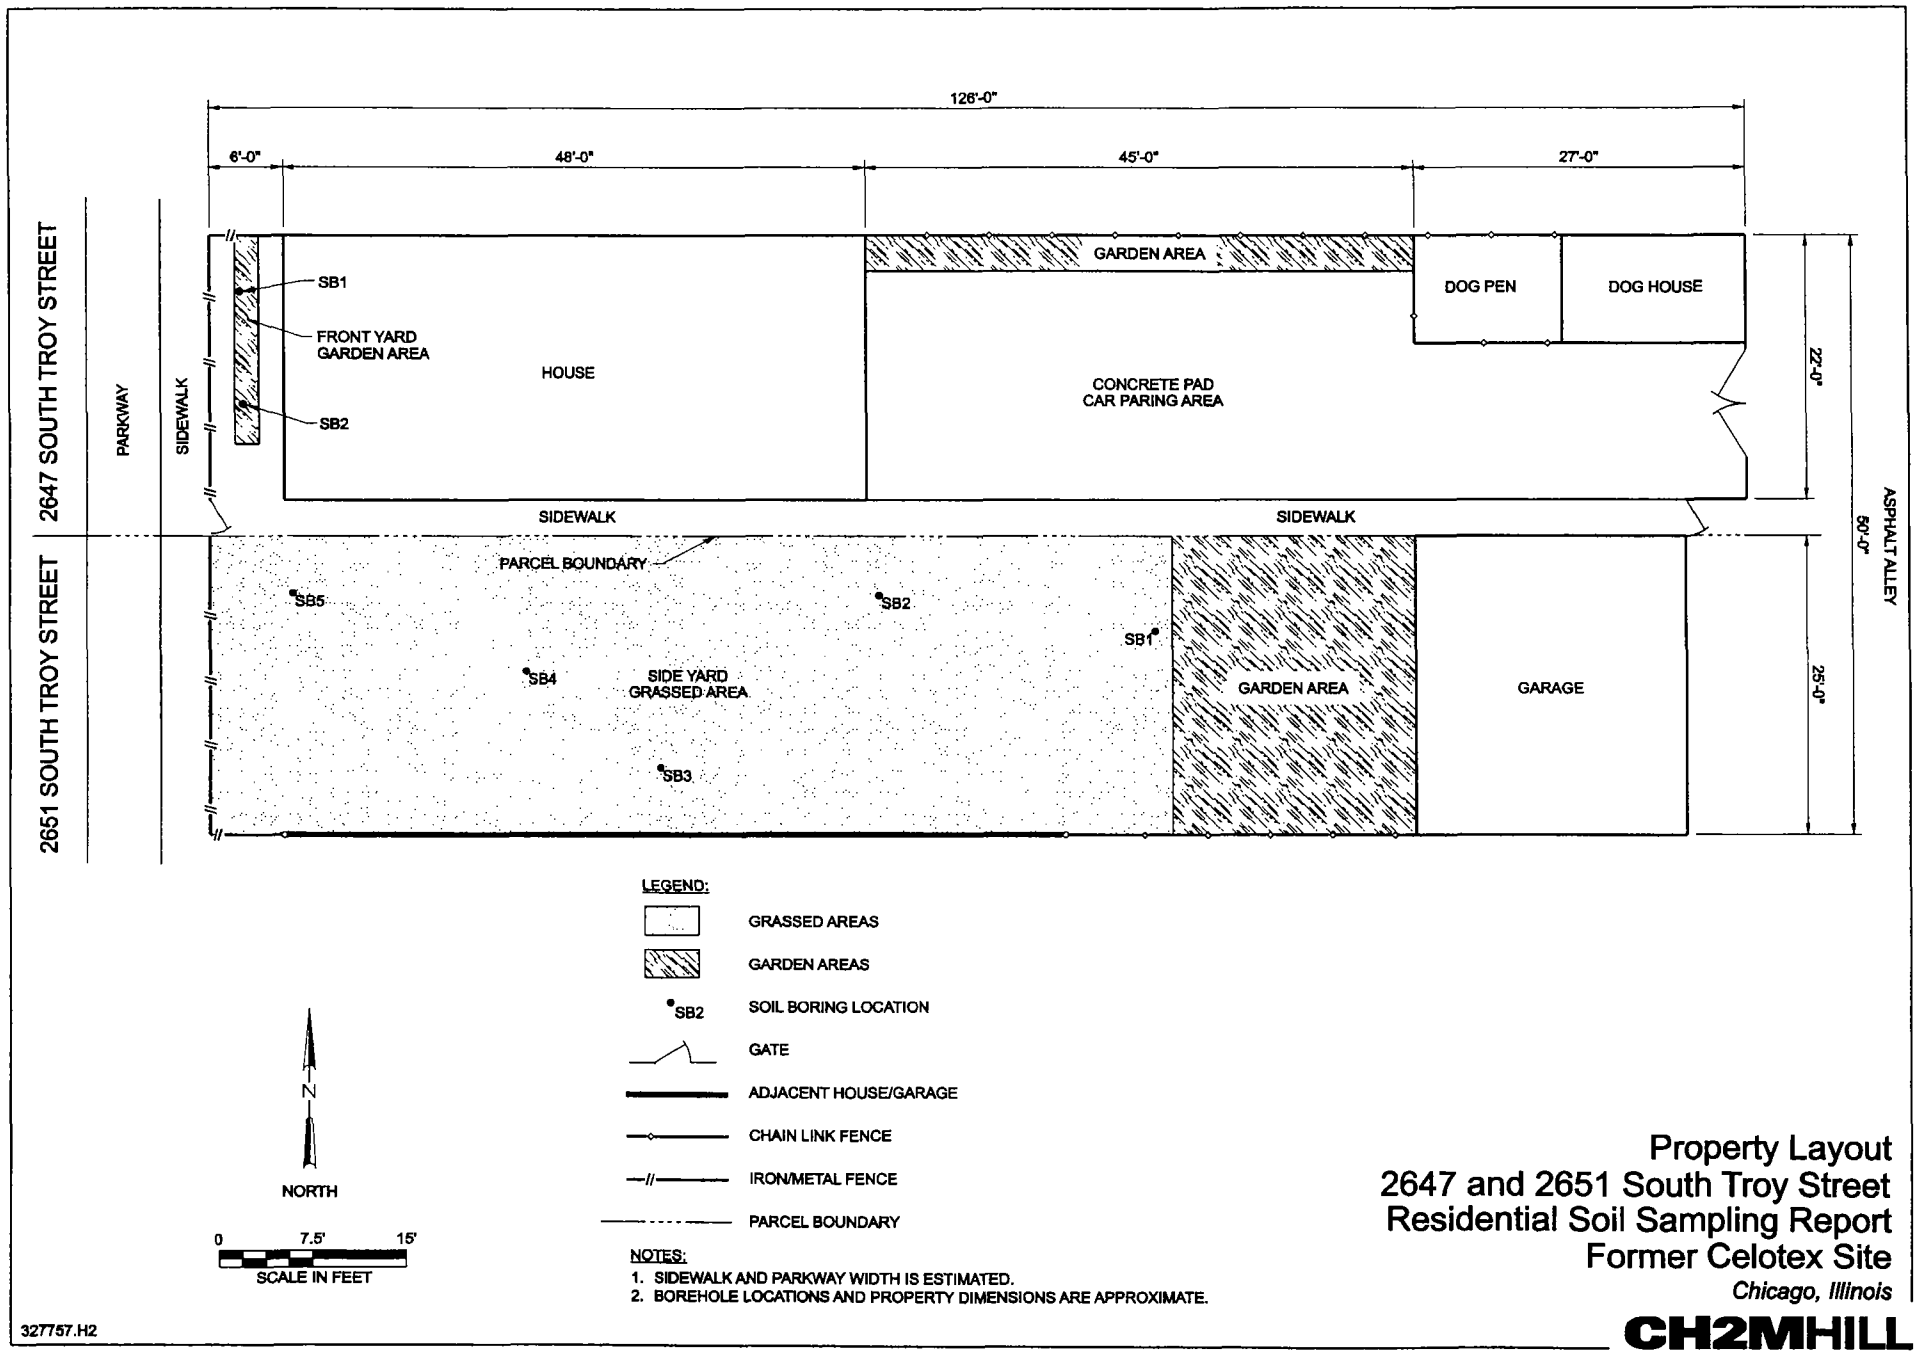 126'-0"
6'-0"
48'-0"
45'-0"
27'-0"
2647 SOUTH TROY STREET
2651 SOUTH TROY STREET
PARKWAY
SIDEWALK
SB1
FRONT YARD
GARDEN AREA
SB2
HOUSE
GARDEN AREA
DOG PEN
DOG HOUSE
CONCRETE PAD
CAR PARING AREA
22'-0"
50'-0"
ASPHALT ALLEY
SIDEWALK
SIDEWALK
PARCEL BOUNDARY
SB5
SB2
SB1
SB4
SIDE YARD
GRASSED AREA
SB3
GARDEN AREA
GARAGE
25'-0"
LEGEND:
GRASSED AREAS
GARDEN AREAS
SB2 SOIL BORING LOCATION
GATE
ADJACENT HOUSE/GARAGE
CHAIN LINK FENCE
IRON/METAL FENCE
PARCEL BOUNDARY
N
NORTH
0 7.5' 15'
SCALE IN FEET
NOTES:
1. SIDEWALK AND PARKWAY WIDTH IS ESTIMATED.
2. BOREHOLE LOCATIONS AND PROPERTY DIMENSIONS ARE APPROXIMATE.
Property Layout
2647 and 2651 South Troy Street
Residential Soil Sampling Report
Former Celotex Site
Chicago, Illinois
327757.H2
CH2MHILL